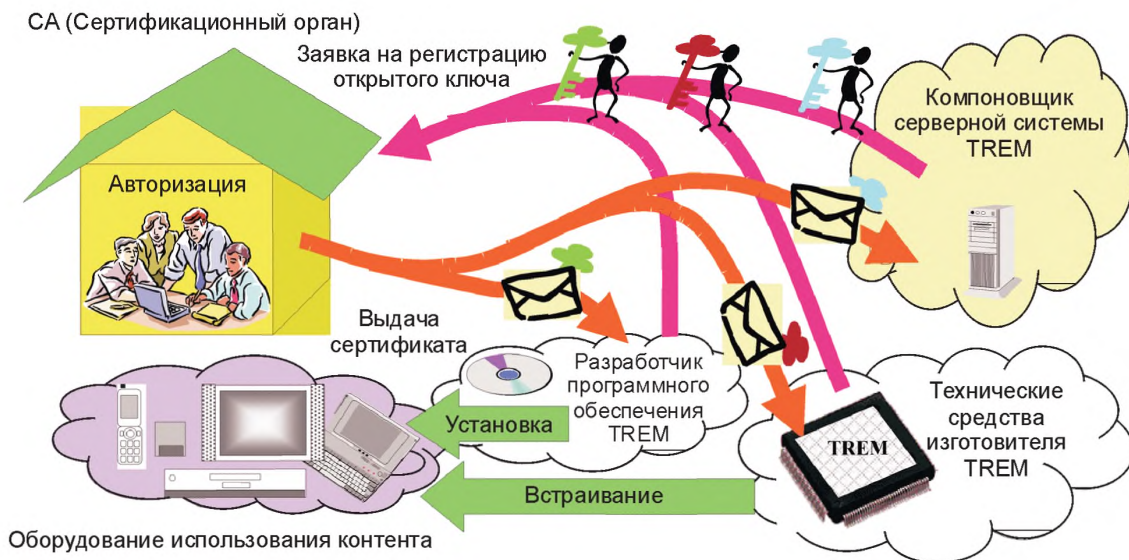 СА (Сертификационный орган)
Заявка на регистрацию
открытого ключа
Компоновщик
серверной системы
TREM
Авторизация
Выдача
сертификата
Разработчик
программного
обеспечения
TREM
Установка
Технические
средства
изготовителя
TREM
TREM
Встраивание
Оборудование использования контента